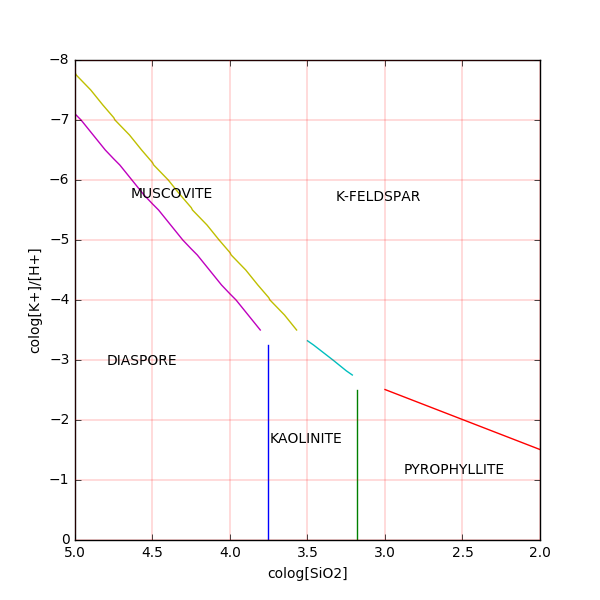 −8
−7
−6
−5
−4
−3
−2
−1
0
colog[K+]/[H+]
MUSCOVITE
K-FELDSPAR
DIASPORE
KAOLINITE
PYROPHYLLITE
5.0 4.5 4.0 3.5 3.0 2.5 2.0
colog[SiO2]